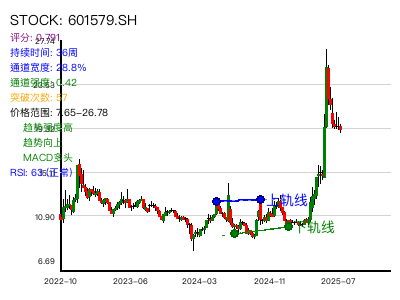 STOCK: 601579.SH
评分: 0.791
27.74
持续时间: 36周
通道宽度: 28.8%
通道强度: 0.42
突破次数: 57
价格范围: 7.65-26.78
趋势强度高
趋势向上
MACD多头
RSI: 63 (正常)
上轨线
10.90
下轨线
6.69
2022-10
2023-06
2024-03
2024-11
2025-07